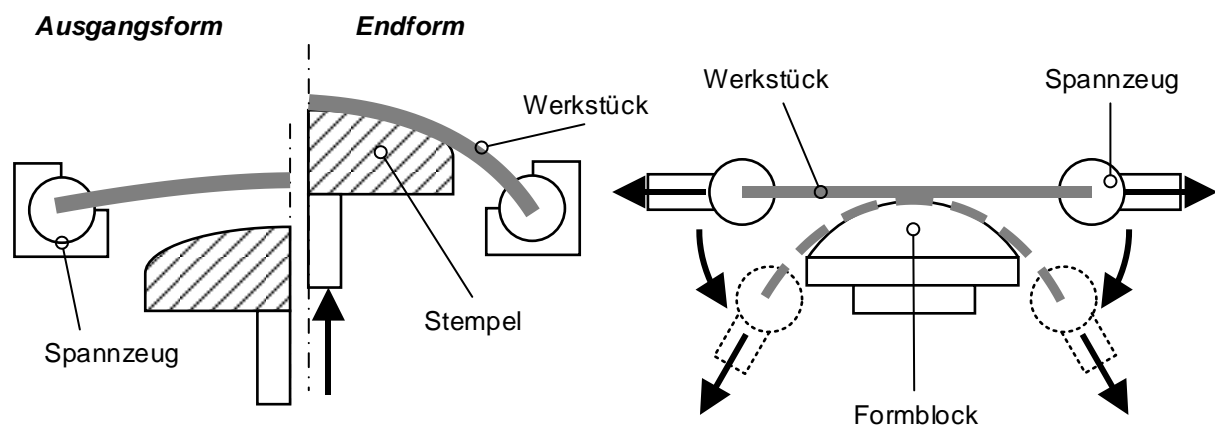 Ausgangsform
Endform
Werkstück
Stempel
Spannzeug
Werkstück
Spannzeug
Formblock